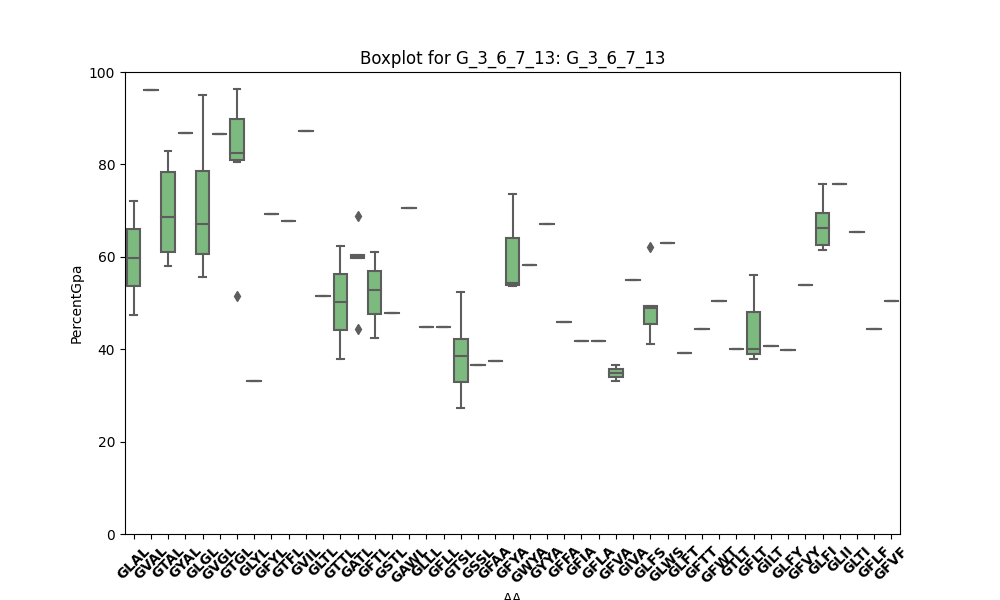 Boxplot for G_3_6_7_13: G_3_6_7_13
100
80
60
40
20
0
PercentGpa
GLAL
GVAL
GTAL
GYAL
GLGL
GVGL
GTGL
GLYL
GFYL
GTFL
GVIL
GLTL
GTTL
GATL
GFTL
GSTL
GAWL
GLLL
GFLL
GTSL
GSSL
GFAA
GFYA
GWYA
GYYA
GFFA
GFIA
GFLA
GFVA
GIVA
GLFS
GLWS
GLFT
GFTT
GFWT
GTLT
GFLT
GILT
GLFY
GFVY
GLFI
GLII
GLTI
GFLF
GFVF
AA